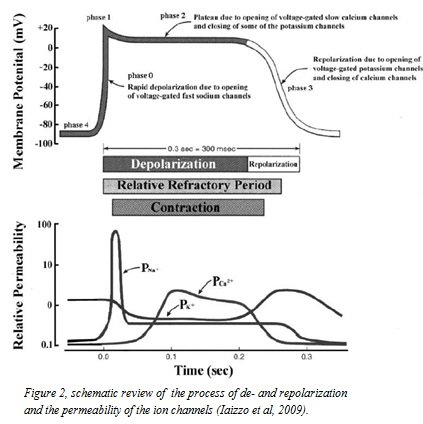 phase 1
phase 2
Plateau due to opening of voltage-gated slow calcium channels
and closing of some of the potassium channels
Membrane Potenital (mV)
+20
0
-20
-40
-60
-80
-100
phase 0
Rapid depolarization due to opening
of voltage-gated fast sodium channels
Repolarization due to opening of
voltage-gated potassium channels
and closing of calcium channels
phase 3
phase 4
0.3 sec = 300 msec
Depolarization
Repolarization
Relative Refractory Period
Contraction
Relative Permeability
100
10
0
0.1
PNa+
PCa2+
PK+
0.0
0.1
0.2
0.3
Time (sec)
Figure 2, schematic review of the process of de- and repolarization
and the permeability of the ion channels (Iaizzo et al, 2009).